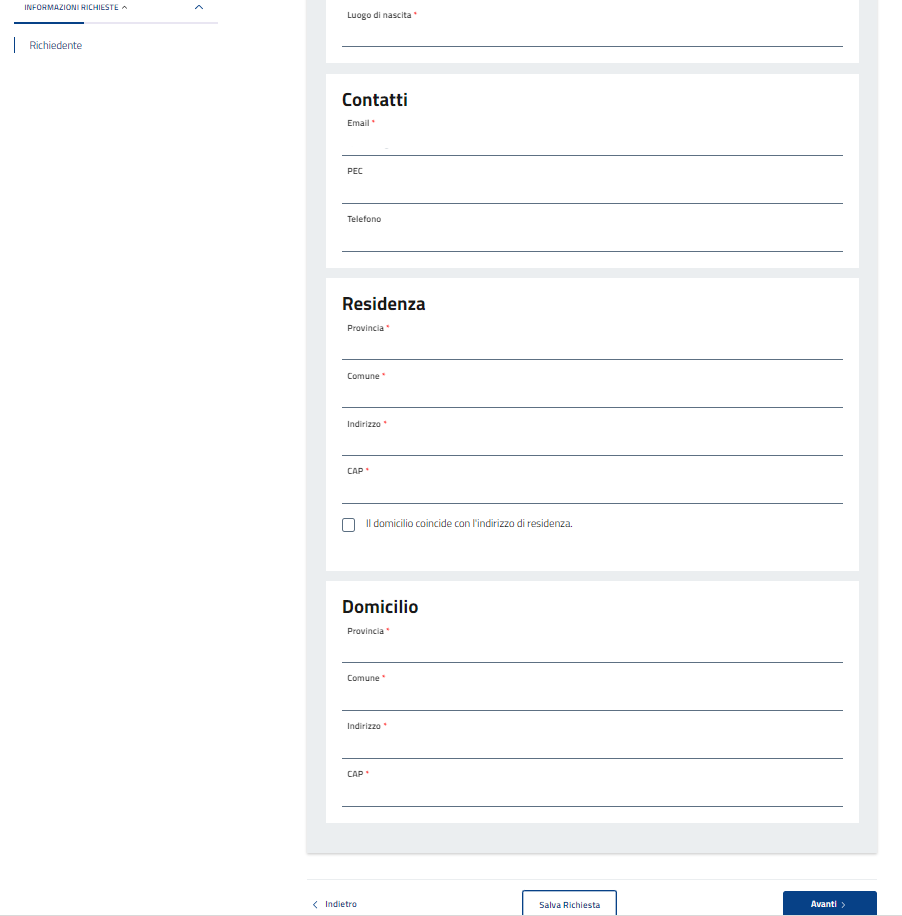 INFORMAZIONI RICHIESTE
Richiedente
Luogo di nascita *
Contatti
Email *
PEC
Telefono
Residenza
Provincia *
Comune *
Indirizzo *
CAP *
Il domicilio coincide con l'indirizzo di residenza.
Domicilio
Provincia *
Comune *
Indirizzo *
CAP *
Indietro
Salva Richiesta
Avanti